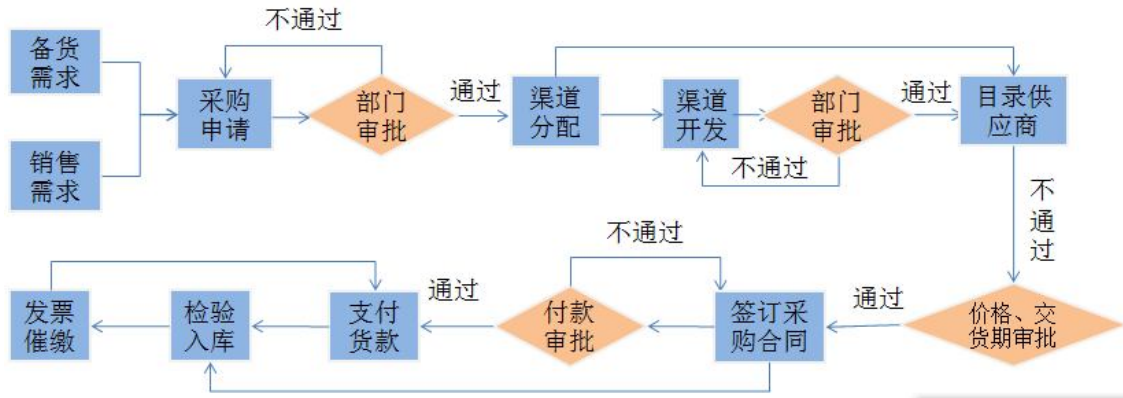 不通过
备货
需求
采购
申请
部门
审批
通过
渠道
分配
渠道
开发
部门
审批
通过
目录供
应商
不通过
销售
需求
不
通
过
不通过
发票
催缴
检验
入库
支付
货款
通过
付款
审批
签订采
购合同
通过
价格、交
货期审批